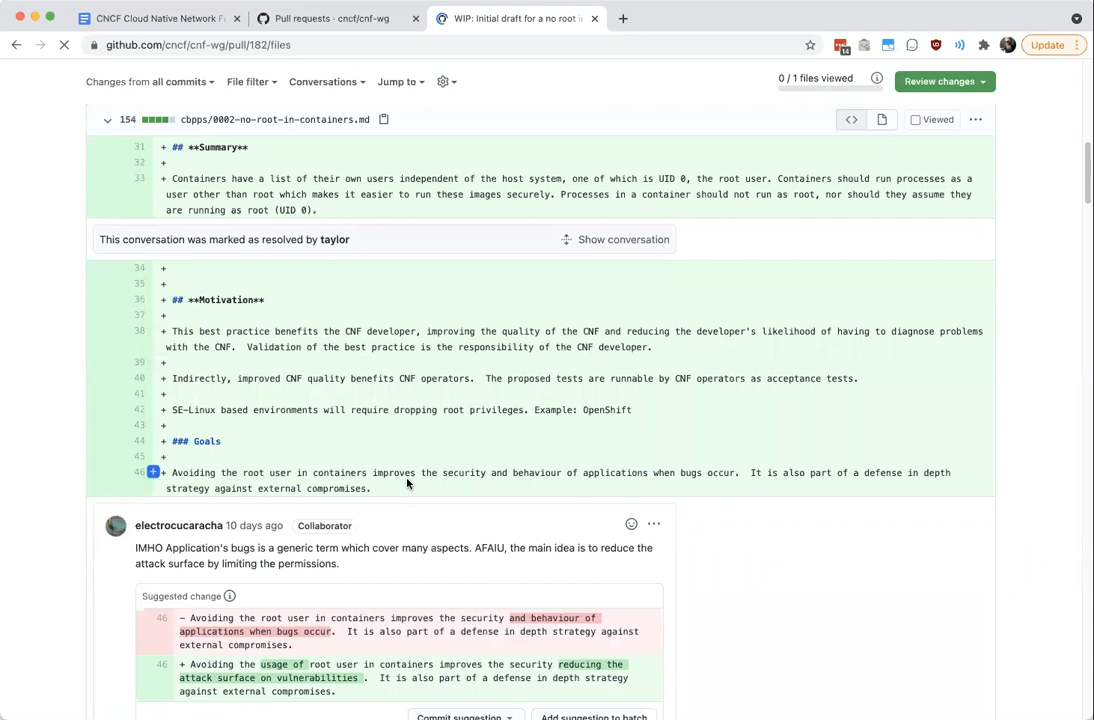 CNCF Cloud Native Network F
Pull requests · cncf/cnf-wg
WIP: Initial draft for a no root i
github.com/cncf/cnf-wg/pull/182/files
14
Update
Changes from all commits
File filter
Conversations
Jump to
0 / 1 files viewed
Review changes
154
cbpps/0002-no-root-in-containers.md
Viewed
31 + ## **Summary**
32 +
33 + Containers have a list of their own users independent of the host system, one of which is UID 0, the root user. Containers should run processes as a
user other than root which makes it easier to run these images securely. Processes in a container should not run as root, nor should they assume they
are running as root (UID 0).
This conversation was marked as resolved by taylor
Show conversation
34 +
35 +
36 + ## **Motivation**
37 +
38 + This best practice benefits the CNF developer, improving the quality of the CNF and reducing the developer's likelihood of having to diagnose problems
with the CNF.  Validation of the best practice is the responsibility of the CNF developer.
39 +
40 + Indirectly, improved CNF quality benefits CNF operators.  The proposed tests are runnable by CNF operators as acceptance tests.
41 +
42 + SE-Linux based environments will require dropping root privileges. Example: OpenShift
43 +
44 + ### Goals
45 +
46 + Avoiding the root user in containers improves the security and behaviour of applications when bugs occur.  It is also part of a defense in depth
strategy against external compromises.
electrocucaracha 10 days ago Collaborator
IMHO Application's bugs is a generic term which cover many aspects. AFAIU, the main idea is to reduce the
attack surface by limiting the permissions.
Suggested change
46 - Avoiding the root user in containers improves the security and behaviour of
applications when bugs occur.  It is also part of a defense in depth strategy against
external compromises.
46 + Avoiding the usage of root user in containers improves the security reducing the
attack surface on vulnerabilities .  It is also part of a defense in depth strategy
against external compromises.
Commit suggestion
Add suggestion to batch